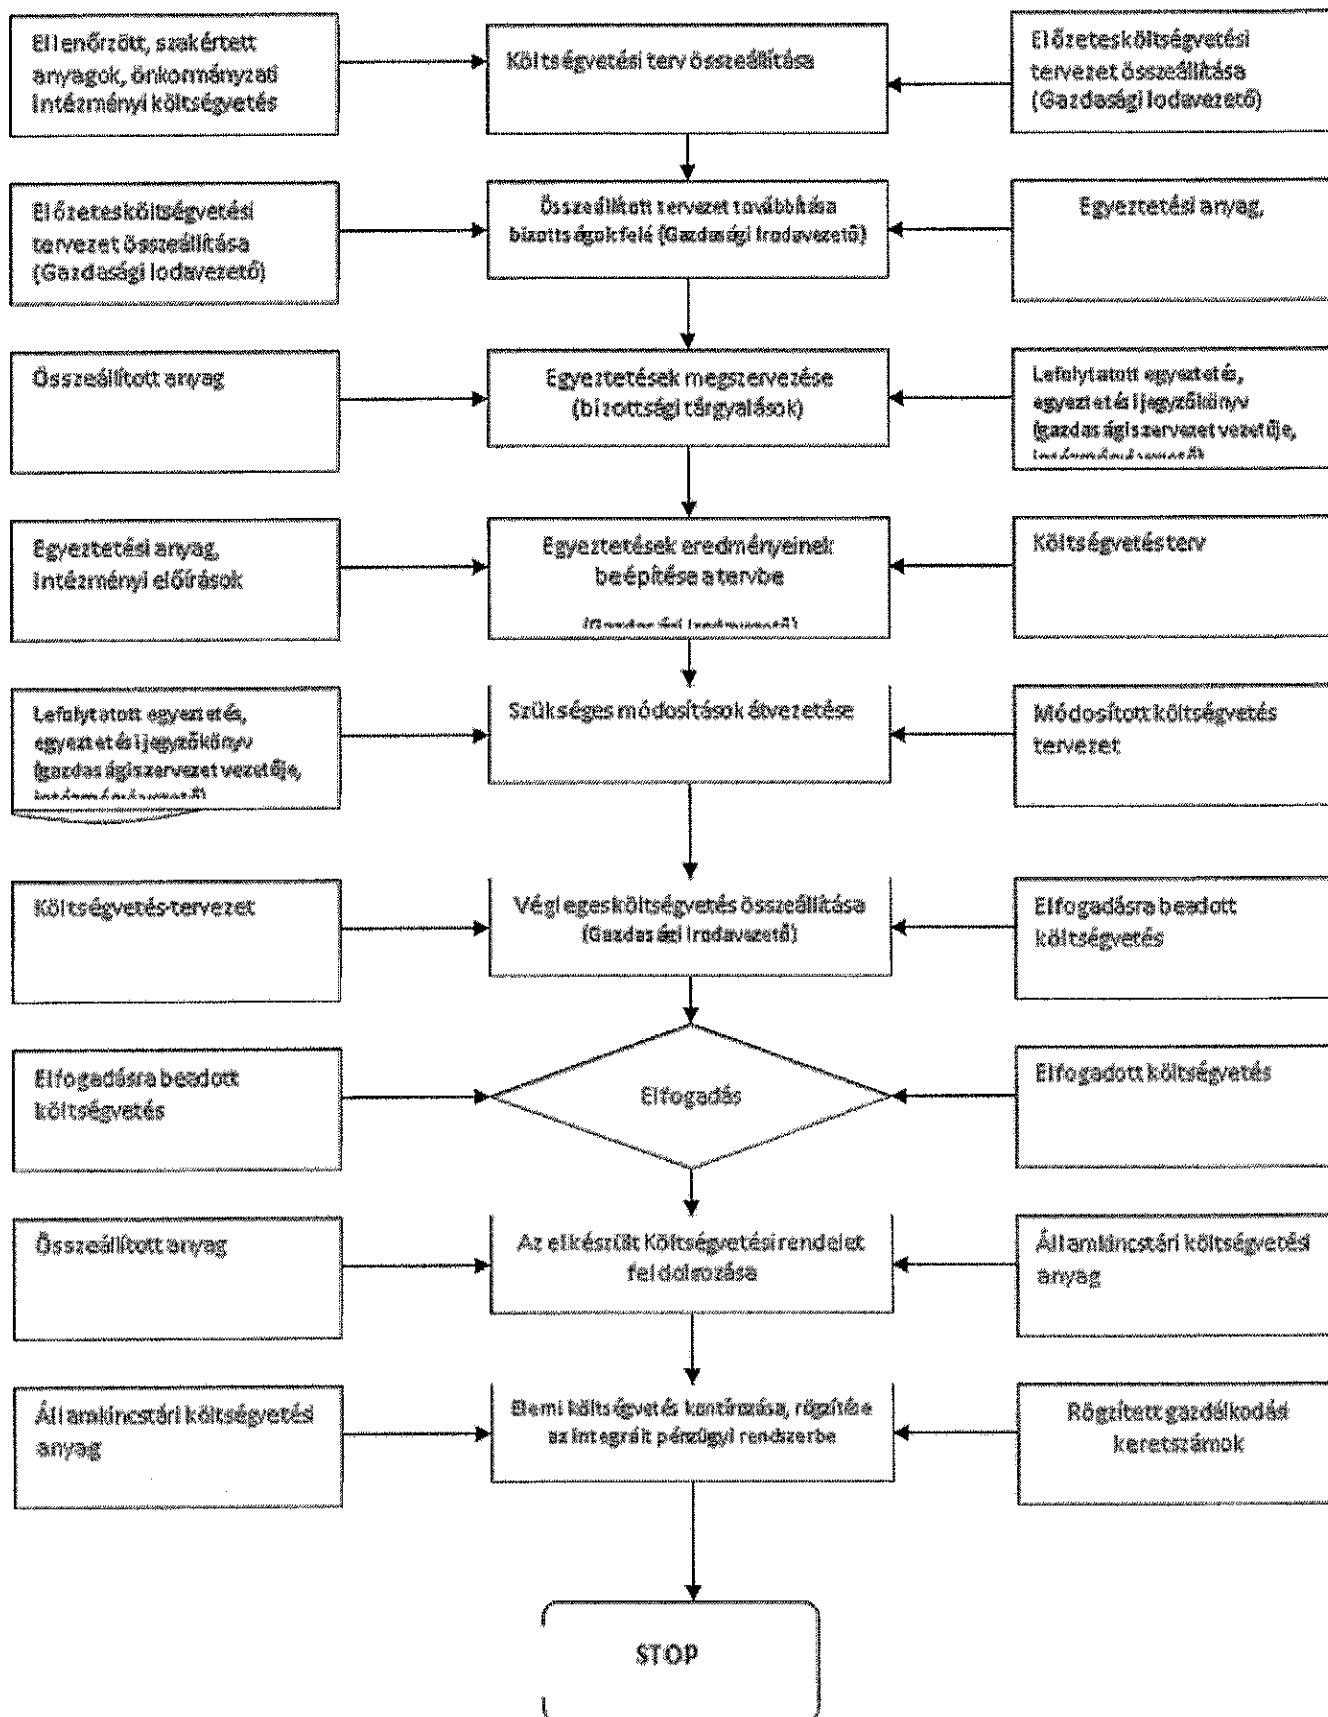 Ellenőrzött, szakértett
anyagok, önkormányzati
Intézményi költségvetés
Költségvetési terv összeállítása
Előzetes költségvetési
tervezet összeállítása
(Gazdasági Iodavezető)
Előzetes költségvetési
tervezet összeállítása
(Gazdasági Iodavezető)
Összeállított tervezet továbbítása
bizottságok felé (Gazdasági Irodavezető)
Egyeztetési anyag,
Összeállított anyag
Egyeztetések megszervezése
(bizottsági tárgyalások)
Lefolytatott egyeztetés,
egyeztetési jegyzőkönyv
(gazdasági szervezet vezetője,
Egyeztetési anyag,
Intézményi előírások
Egyeztetések eredményeinek
beépítése a tervbe
(Gazdasági Irodavezető)
Költségvetés terv
Lefolytatott egyeztetés,
egyeztetési jegyzőkönyv
(gazdasági szervezet vezetője,
Szükséges módosítások átvezetése
Módosított költségvetés
tervezet
Költségvetés-tervezet
Végleges költségvetés összeállítása
(Gazdasági Irodavezető)
Elfogadásra beadott
költségvetés
Elfogadásra beadott
költségvetés
Elfogadás
Elfogadott költségvetés
Összeállított anyag
Az elkészült Költségvetési rendelet
feldolgozása
Államkincstári költségvetési
anyag
Államkincstári költségvetési
anyag
Elemi költségvetés kontírozása, rögzítése
az integrált pénzügyi rendszerbe
Rögzített gazdálkodási
keretszámok
STOP